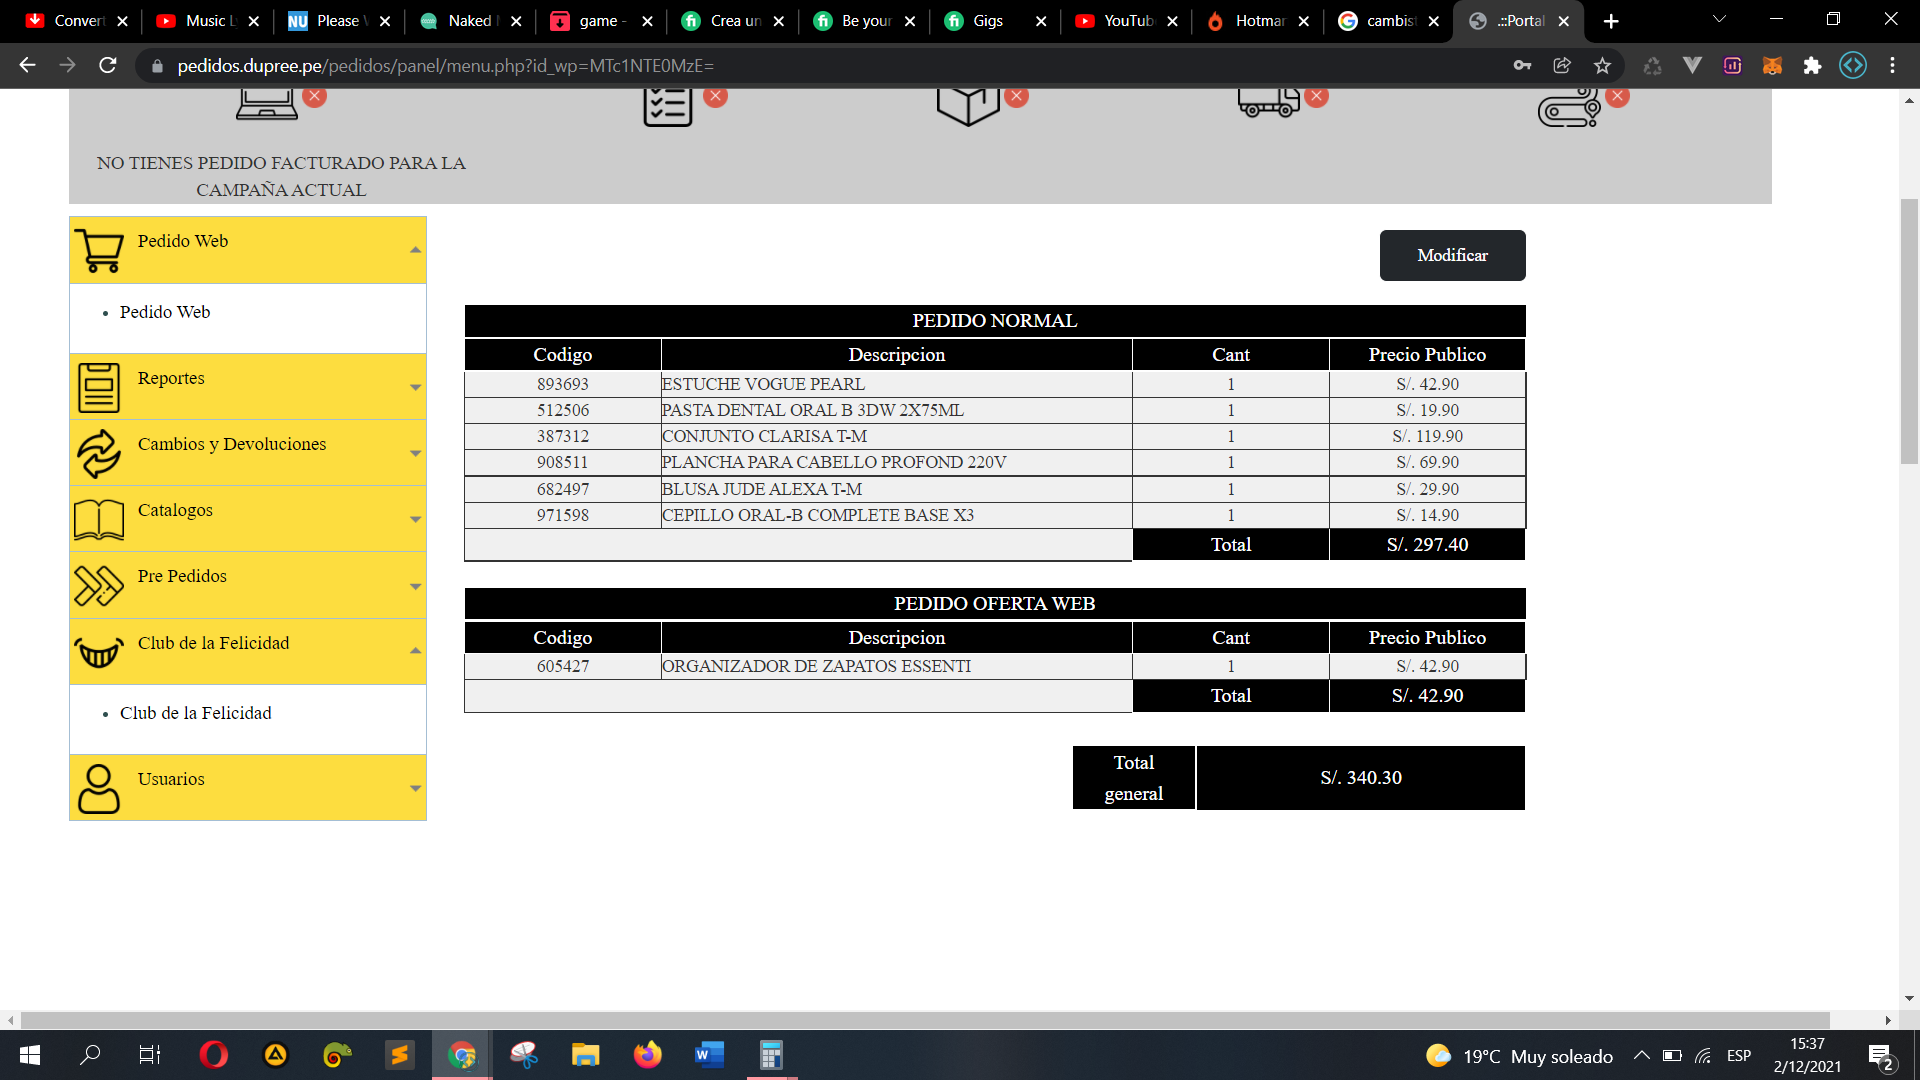 Convert
Music L
Please
Naked
game -
Crea un
Be your
Gigs
YouTub
Hotmar
cambist
.::Portal
pedidos.dupree.pe/pedidos/panel/menu.php?id_wp=MTc1NTE0MzE=
NO TIENES PEDIDO FACTURADO PARA LA
CAMPAÑA ACTUAL
Pedido Web
• Pedido Web
Reportes
Cambios y Devoluciones
Catalogos
Pre Pedidos
Club de la Felicidad
• Club de la Felicidad
Usuarios
Modificar
PEDIDO NORMAL
Codigo Descripcion Cant Precio Publico
893693 ESTUCHE VOGUE PEARL 1 S/. 42.90
512506 PASTA DENTAL ORAL B 3DW 2X75ML 1 S/. 19.90
387312 CONJUNTO CLARISA T-M 1 S/. 119.90
908511 PLANCHA PARA CABELLO PROFOND 220V 1 S/. 69.90
682497 BLUSA JUDE ALEXA T-M 1 S/. 29.90
971598 CEPILLO ORAL-B COMPLETE BASE X3 1 S/. 14.90
Total S/. 297.40
PEDIDO OFERTA WEB
Codigo Descripcion Cant Precio Publico
605427 ORGANIZADOR DE ZAPATOS ESSENTI 1 S/. 42.90
Total S/. 42.90
Total
general
S/. 340.30
19°C Muy soleado
ESP
15:37
2/12/2021
2